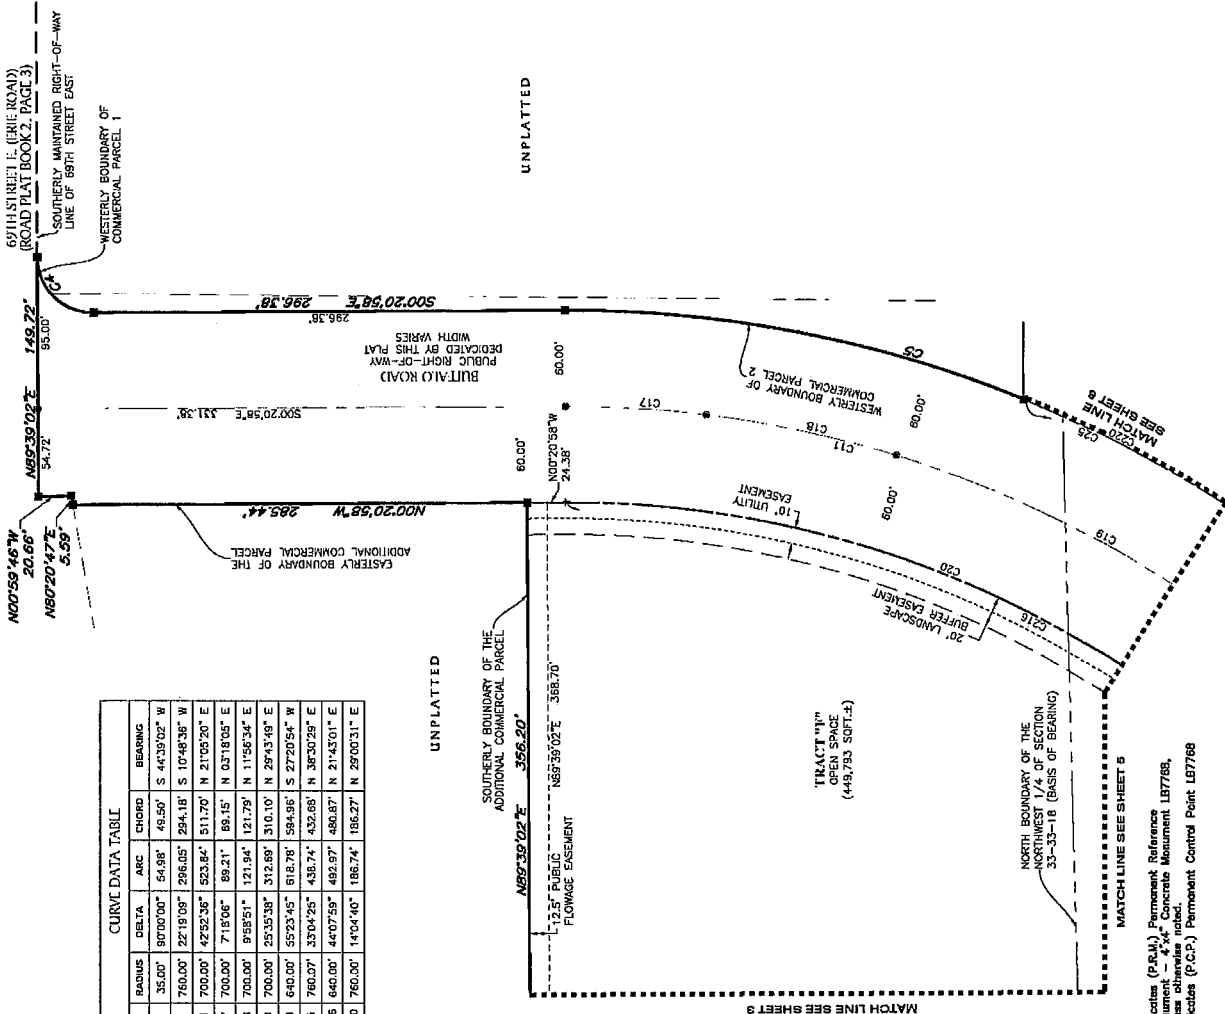 69TH STREET E. (ERIE ROAD)
(ROAD PLAT BOOK 2, PAGE 3)
SOUTHERLY MAINTAINED RIGHT-OF-WAY
LINE OF 69TH STREET EAST
WESTERLY BOUNDARY OF
COMMERCIAL PARCEL 1
C4
N89°39'02"E 149.72'
54.72'
95.00'
N00°59'46"W
20.66'
N80°20'47"E
5.59'
S00°20'58"E 296.38'
296.38'
BUFFALO ROAD
PUBLIC RIGHT-OF-WAY
DEDICATED BY THIS PLAT
WIDTH VARIES
S00°20'58"E 331.38'
N00°20'58"W 285.44'
EASTERLY BOUNDARY OF THE
ADDITIONAL COMMERCIAL PARCEL
UNPLATTED
UNPLATTED
60.00'
60.00'
N00°20'58"W
24.38'
C17
C18
C11
WESTERLY BOUNDARY OF
COMMERCIAL PARCEL 2
C5
60.00'
60.00'
MATCH LINE
SEE SHEET 6
C25
C220
C19
10' UTILITY
EASEMENT
C20
C216
20' LANDSCAPE
BUFFER EASEMENT
SOUTHERLY BOUNDARY OF THE
ADDITIONAL COMMERCIAL PARCEL
N89°39'02"E 356.20'
N89°39'02"E 368.70'
12.5' PUBLIC
FLOWAGE EASEMENT
TRACT "F"
OPEN SPACE
(449,793 SQFT.±)
NORTH BOUNDARY OF THE
NORTHWEST 1/4 OF SECTION
33-33-18 (BASIS OF BEARING)
MATCH LINE SEE SHEET 5
MATCH LINE SEE SHEET 3
CURVE DATA TABLE
RADIUS DELTA ARC CHORD BEARING
35.00' 90°00'00" 54.98' 49.50' S 44°39'02" W
760.00' 22°19'09" 296.05' 294.18' S 10°48'36" W
700.00' 42°52'36" 523.84' 511.70' N 21°05'20" E
700.00' 7°18'06" 89.21' 89.15' N 03°18'05" E
700.00' 9°58'51" 121.94' 121.79' N 11°56'34" E
700.00' 25°35'38" 312.69' 310.10' N 29°43'49" E
640.00' 55°23'45" 618.78' 594.96' S 27°20'54" W
760.07' 33°04'25" 438.74' 432.68' N 38°30'29" E
640.00' 44°07'59" 492.97' 480.87' N 21°43'01" E
760.00' 14°04'40" 186.74' 186.27' N 29°00'31" E
cates (P.R.M.) Permanent Reference
ument - 4"x4" Concrete Monument LB7768,
ess otherwise noted.
icates (P.C.P.) Permanent Control Point LB7768